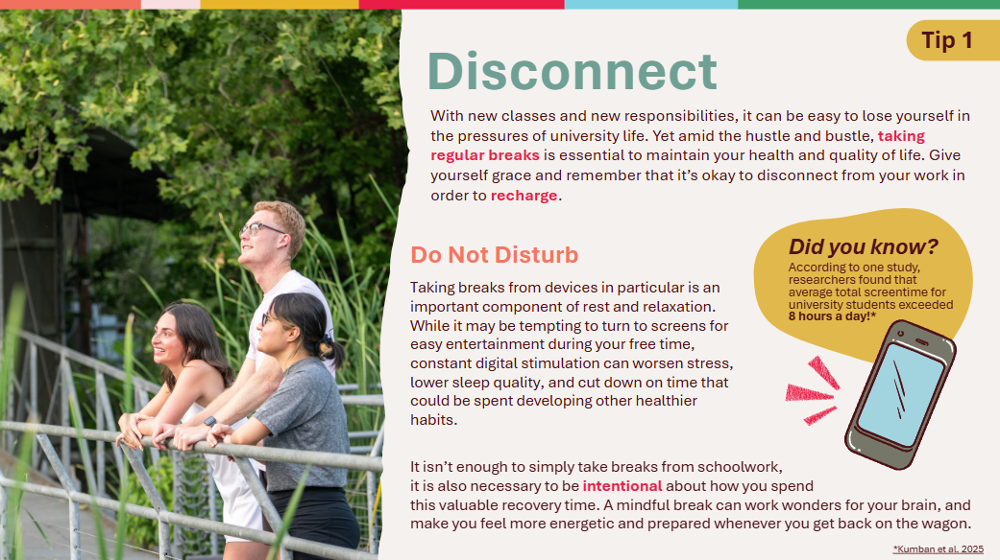 Tip 1
Disconnect
With new classes and new responsibilities, it can be easy to lose yourself in
the pressures of university life. Yet amid the hustle and bustle, taking
regular breaks is essential to maintain your health and quality of life. Give
yourself grace and remember that it’s okay to disconnect from your work in
order to recharge.
Do Not Disturb
Taking breaks from devices in particular is an
important component of rest and relaxation.
While it may be tempting to turn to screens for
easy entertainment during your free time,
constant digital stimulation can worsen stress,
lower sleep quality, and cut down on time that
could be spent developing other healthier
habits.
Did you know?
According to one study,
researchers found that
average total screentime for
university students exceeded
8 hours a day!*
It isn’t enough to simply take breaks from schoolwork,
it is also necessary to be intentional about how you spend
this valuable recovery time. A mindful break can work wonders for your brain, and
make you feel more energetic and prepared whenever you get back on the wagon.
*Kumban et al. 2025